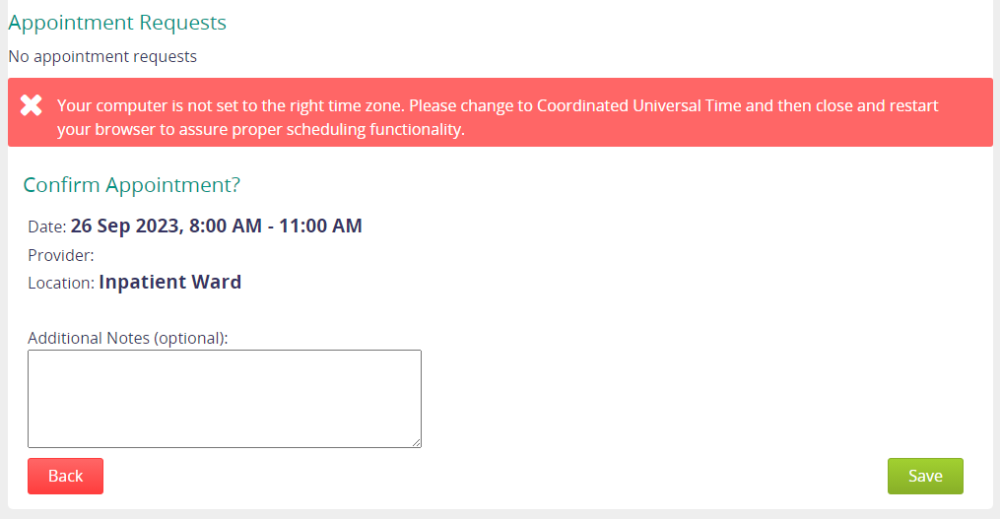 Appointment Requests
No appointment requests
Your computer is not set to the right time zone. Please change to Coordinated Universal Time and then close and restart
your browser to assure proper scheduling functionality.
Confirm Appointment?
Date: 26 Sep 2023, 8:00 AM - 11:00 AM
Provider:
Location: Inpatient Ward
Additional Notes (optional):
Back
Save